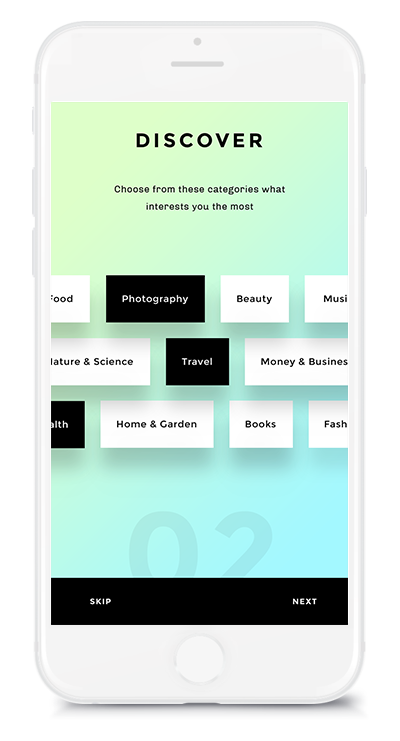 DISCOVER
Choose from these categories what
interests you the most
Food Photography Beauty Musi
Nature & Science Travel Money & Busines
alth Home & Garden Books Fash
02
SKIP NEXT